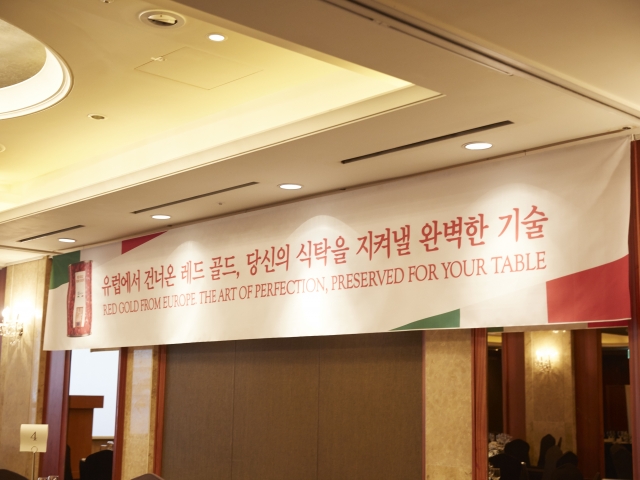 유럽에서 건너온 레드 골드, 당신의 식탁을 지켜낼 완벽한 기술
RED GOLD FROM EUROPE THE ART OF PERFECTION, PRESERVED FOR YOUR TABLE
4